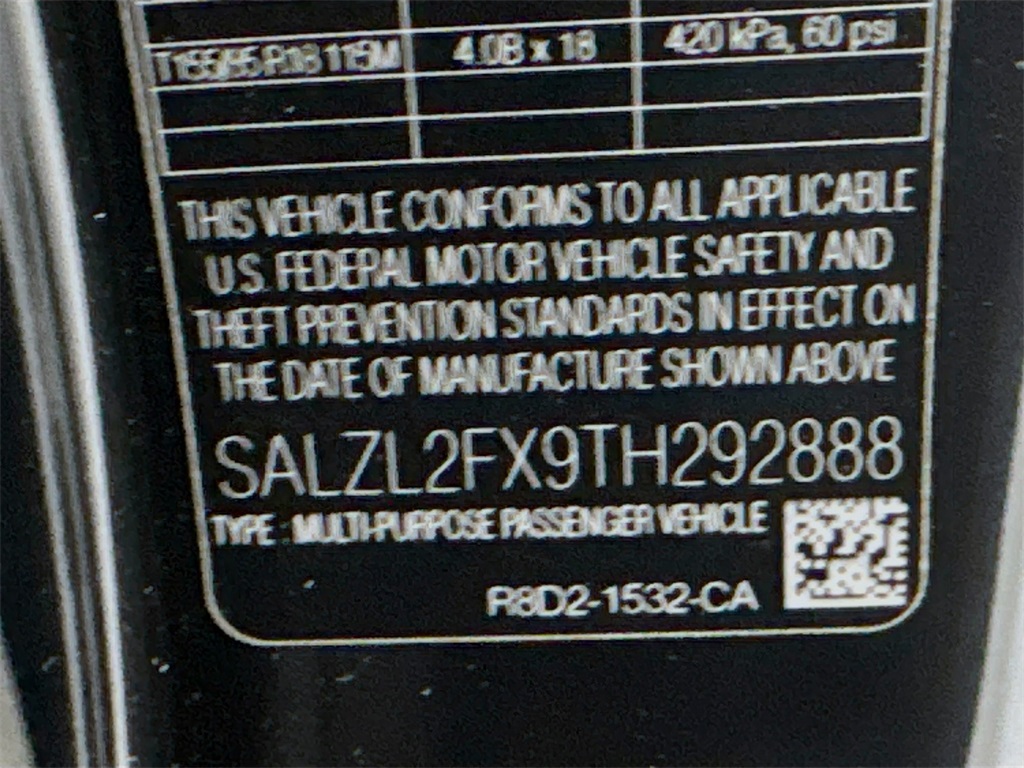 T155/85 R18 115M 4.0B x 18 420 kPa, 60 psi
THIS VEHICLE CONFORMS TO ALL APPLICABLE
U.S. FEDERAL MOTOR VEHICLE SAFETY AND
THEFT PREVENTION STANDARDS IN EFFECT ON
THE DATE OF MANUFACTURE SHOWN ABOVE
SALZL2FX9TH292888
TYPE : MULTI-PURPOSE PASSENGER VEHICLE
R8D2-1532-CA